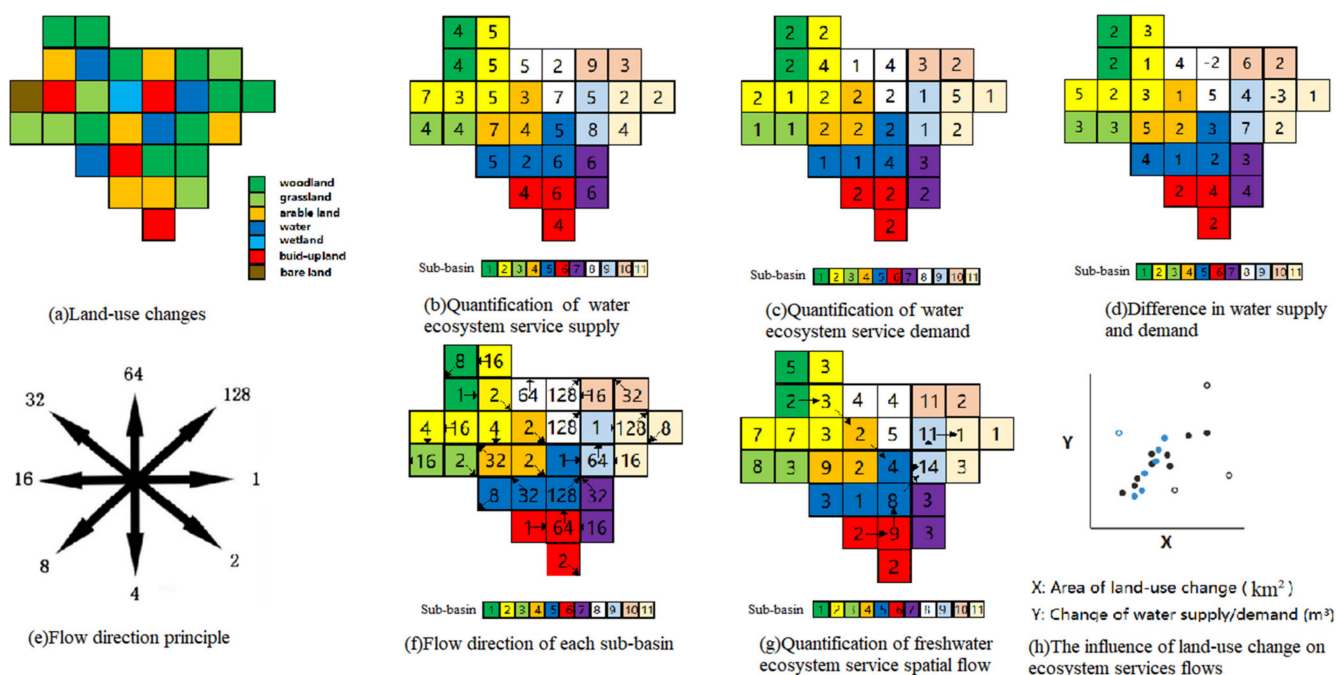 woodland
grassland
arable land
water
wetland
buid-upland
bare land
(a)Land-use changes
4 5
4 5 5 2 9 3
7 3 5 3 7 5 2 2
4 4 7 4 5 8 4
5 2 6 6
4 6 6
4
Sub-basin 1 2 3 4 5 6 7 8 9 10 11
(b)Quantification of water
ecosystem service supply
2 2
2 4 1 4 3 2
2 1 2 2 2 1 5 1
1 1 2 2 2 1 2
1 1 4 3
2 2 2
2
Sub-basin 1 2 3 4 5 6 7 8 9 10 11
(c)Quantification of water
ecosystem service demand
2 3
2 1 4 -2 6 2
5 2 3 1 5 4 -3 1
3 3 5 2 3 7 2
4 1 2 3
2 4 4
2
Sub-basin 1 2 3 4 5 6 7 8 9 10 11
(d)Difference in water supply
and demand
64
32 128
16 1
8 2
4
(e)Flow direction principle
8 16
1 2 64 128 16 32
4 16 4 2 128 1 128 8
16 2 32 2 1 64 16
8 32 128 32
1 64 16
2
Sub-basin 1 2 3 4 5 6 7 8 9 10 11
(f)Flow direction of each sub-basin
5 3
2 3 4 4 11 2
7 7 3 2 5 11 1 1
8 3 9 2 4 14 3
3 1 8 3
2 9 3
2
Sub-basin 1 2 3 4 5 6 7 8 9 10 11
(g)Quantification of freshwater
ecosystem service spatial flow
Y
X
X: Area of land-use change ( km² )
Y: Change of water supply/demand (m³)
(h)The influence of land-use change on
ecosystem services flows